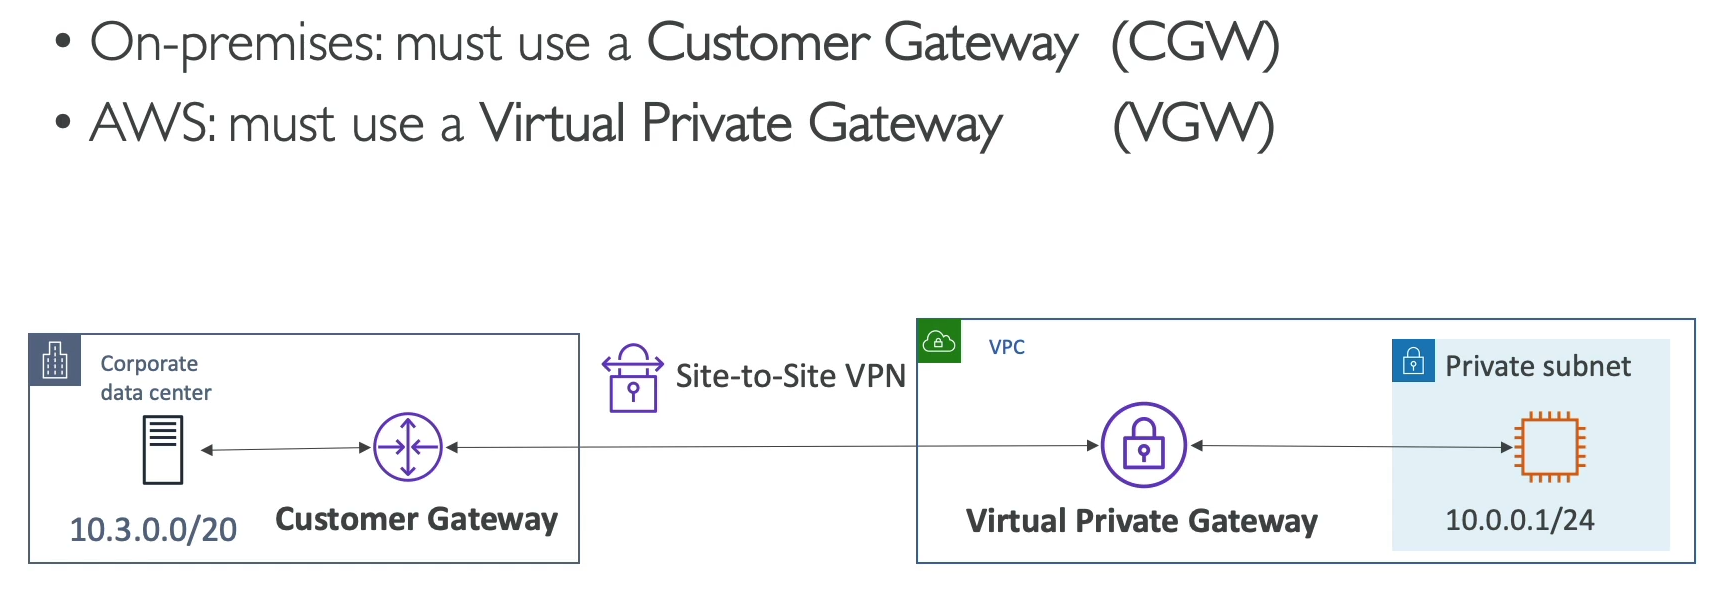 • On-premises: must use a Customer Gateway (CGW)
• AWS: must use a Virtual Private Gateway (VGW)
Corporate
data center
Site-to-Site VPN
VPC
Private subnet
10.3.0.0/20
Customer Gateway
Virtual Private Gateway
10.0.0.1/24